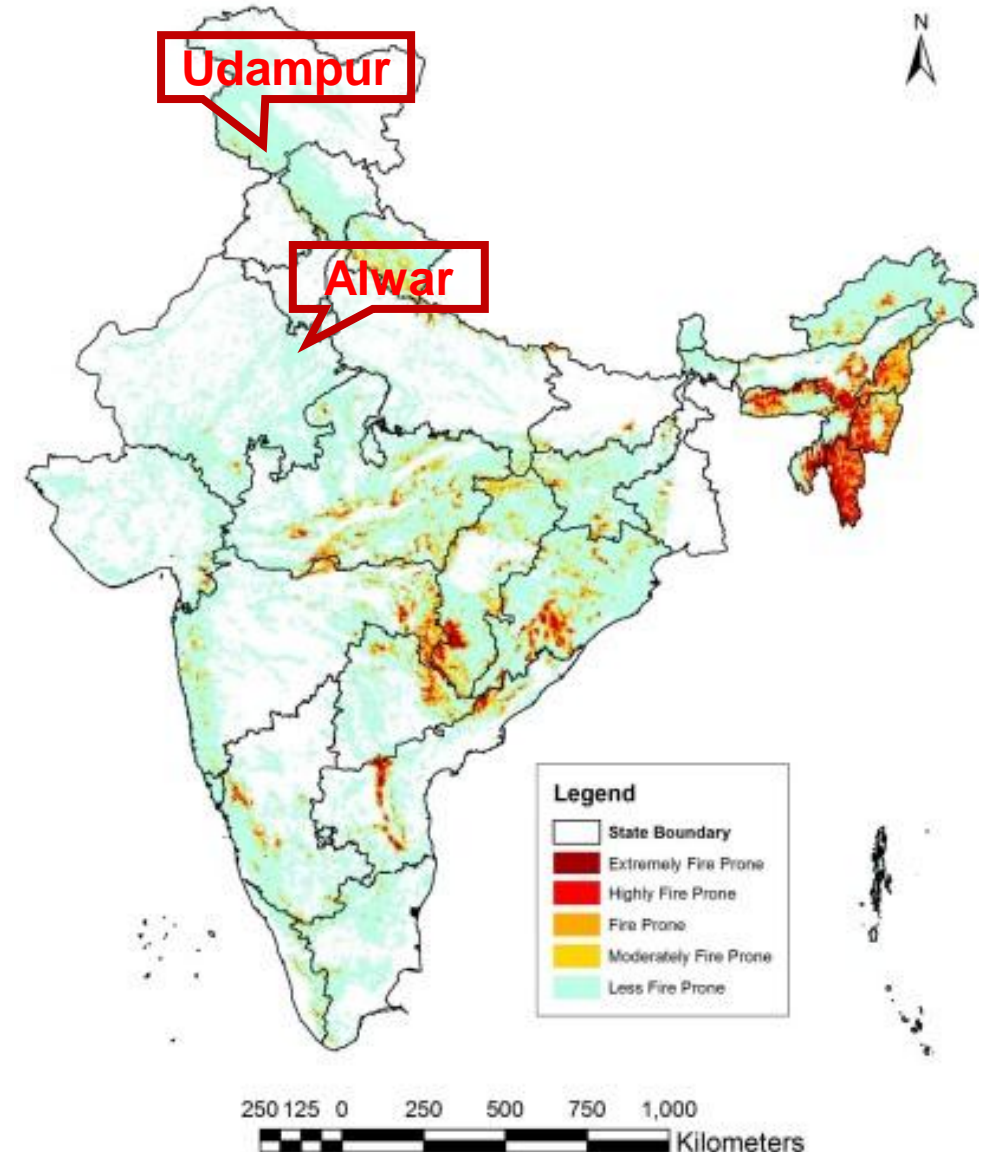 N
Udampur
Alwar
Legend
State Boundary
Extremely Fire Prone
Highly Fire Prone
Fire Prone
Moderately Fire Prone
Less Fire Prone
250 125 0 250 500 750 1,000
Kilometers